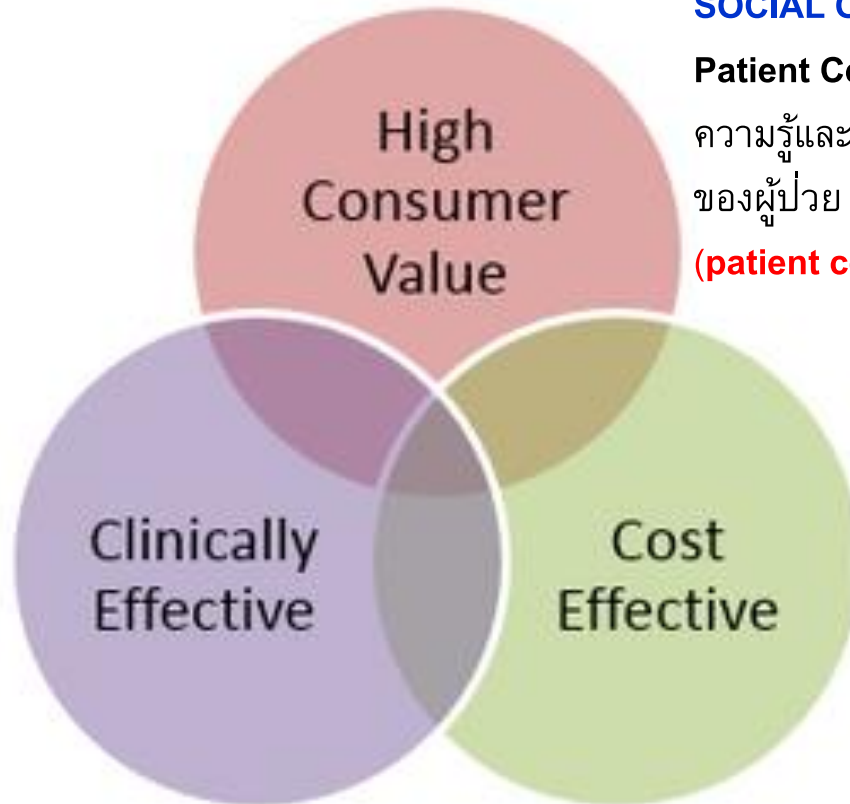 SOCIAL
Patient
ความรู้และ
ของผู้ป่วย
(patient
High
Consumer
Value
Clinically
Effective
Cost
Effective